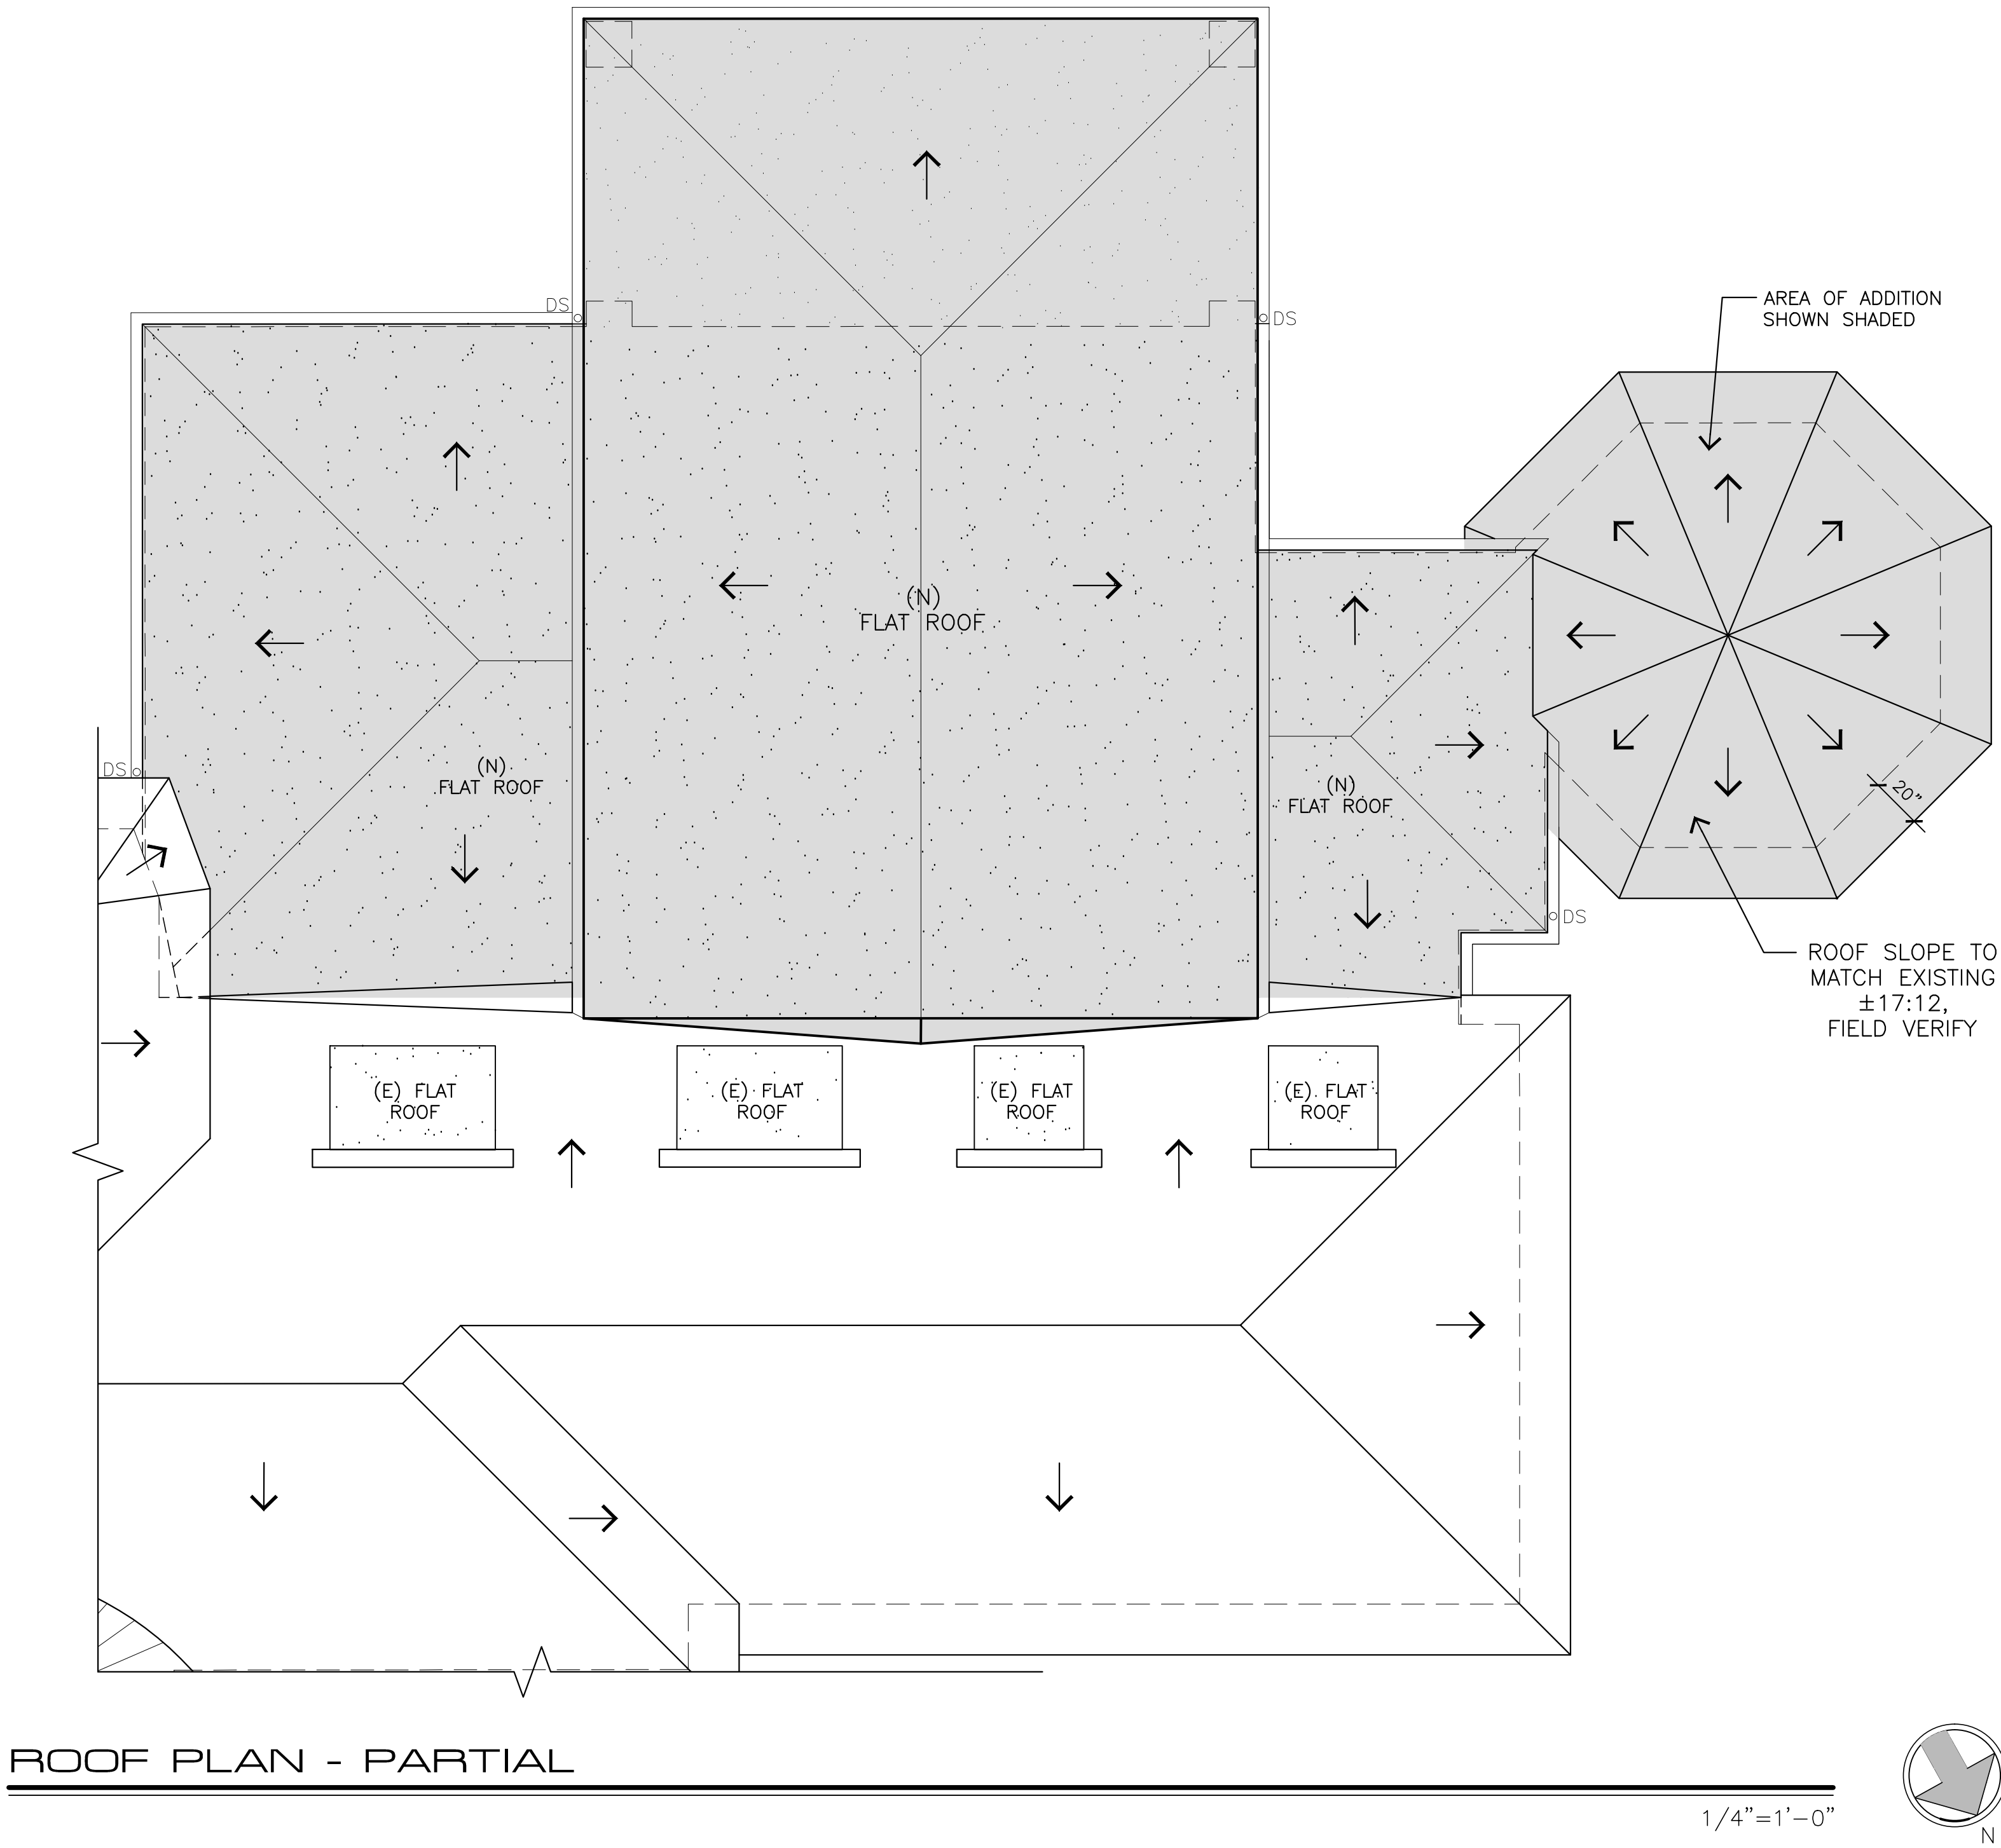 DS
DS
AREA OF ADDITION
SHOWN SHADED
(N)
FLAT ROOF
(N)
FLAT ROOF
(N)
FLAT ROOF
DS
20"
DS
ROOF SLOPE TO
MATCH EXISTING
±17:12,
FIELD VERIFY
(E) FLAT
ROOF
(E) FLAT
ROOF
(E) FLAT
ROOF
(E) FLAT
ROOF
ROOF PLAN - PARTIAL
1/4"=1'-0"
N